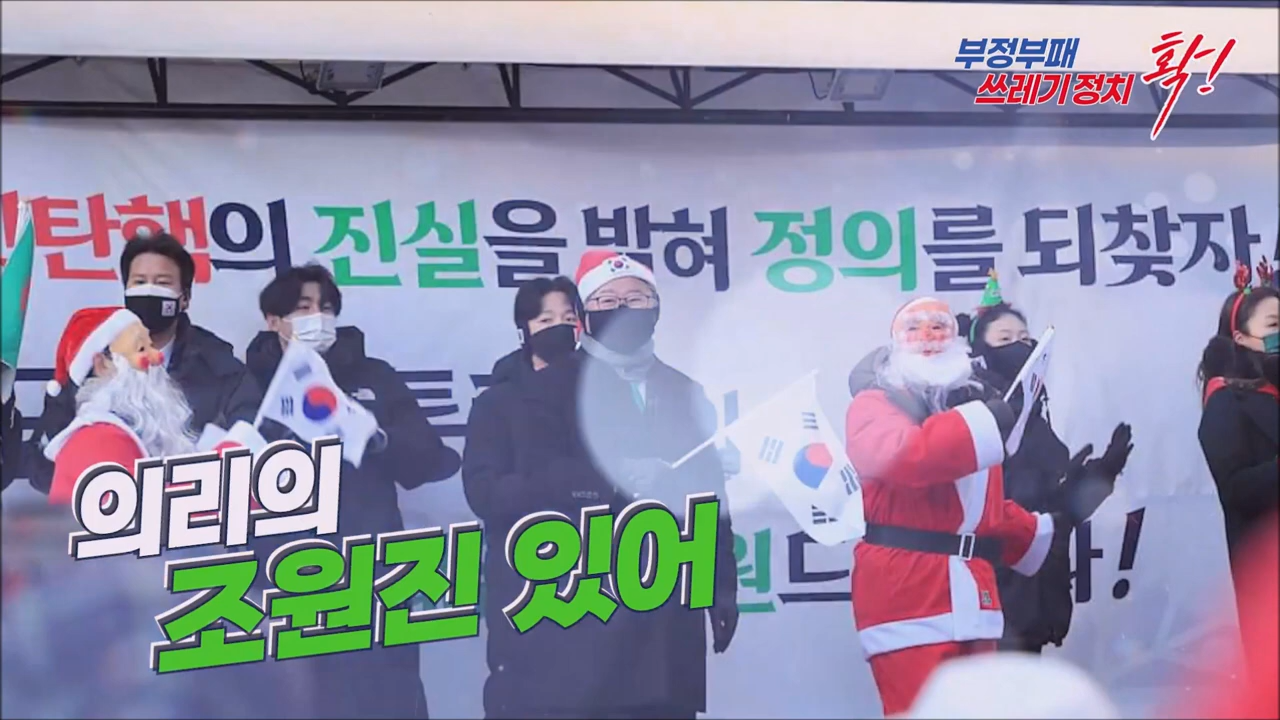 부정부패
쓰레기 정치 확!
탄핵의 진실을 밝혀 정의를 되찾자
의리의
조원진 있어